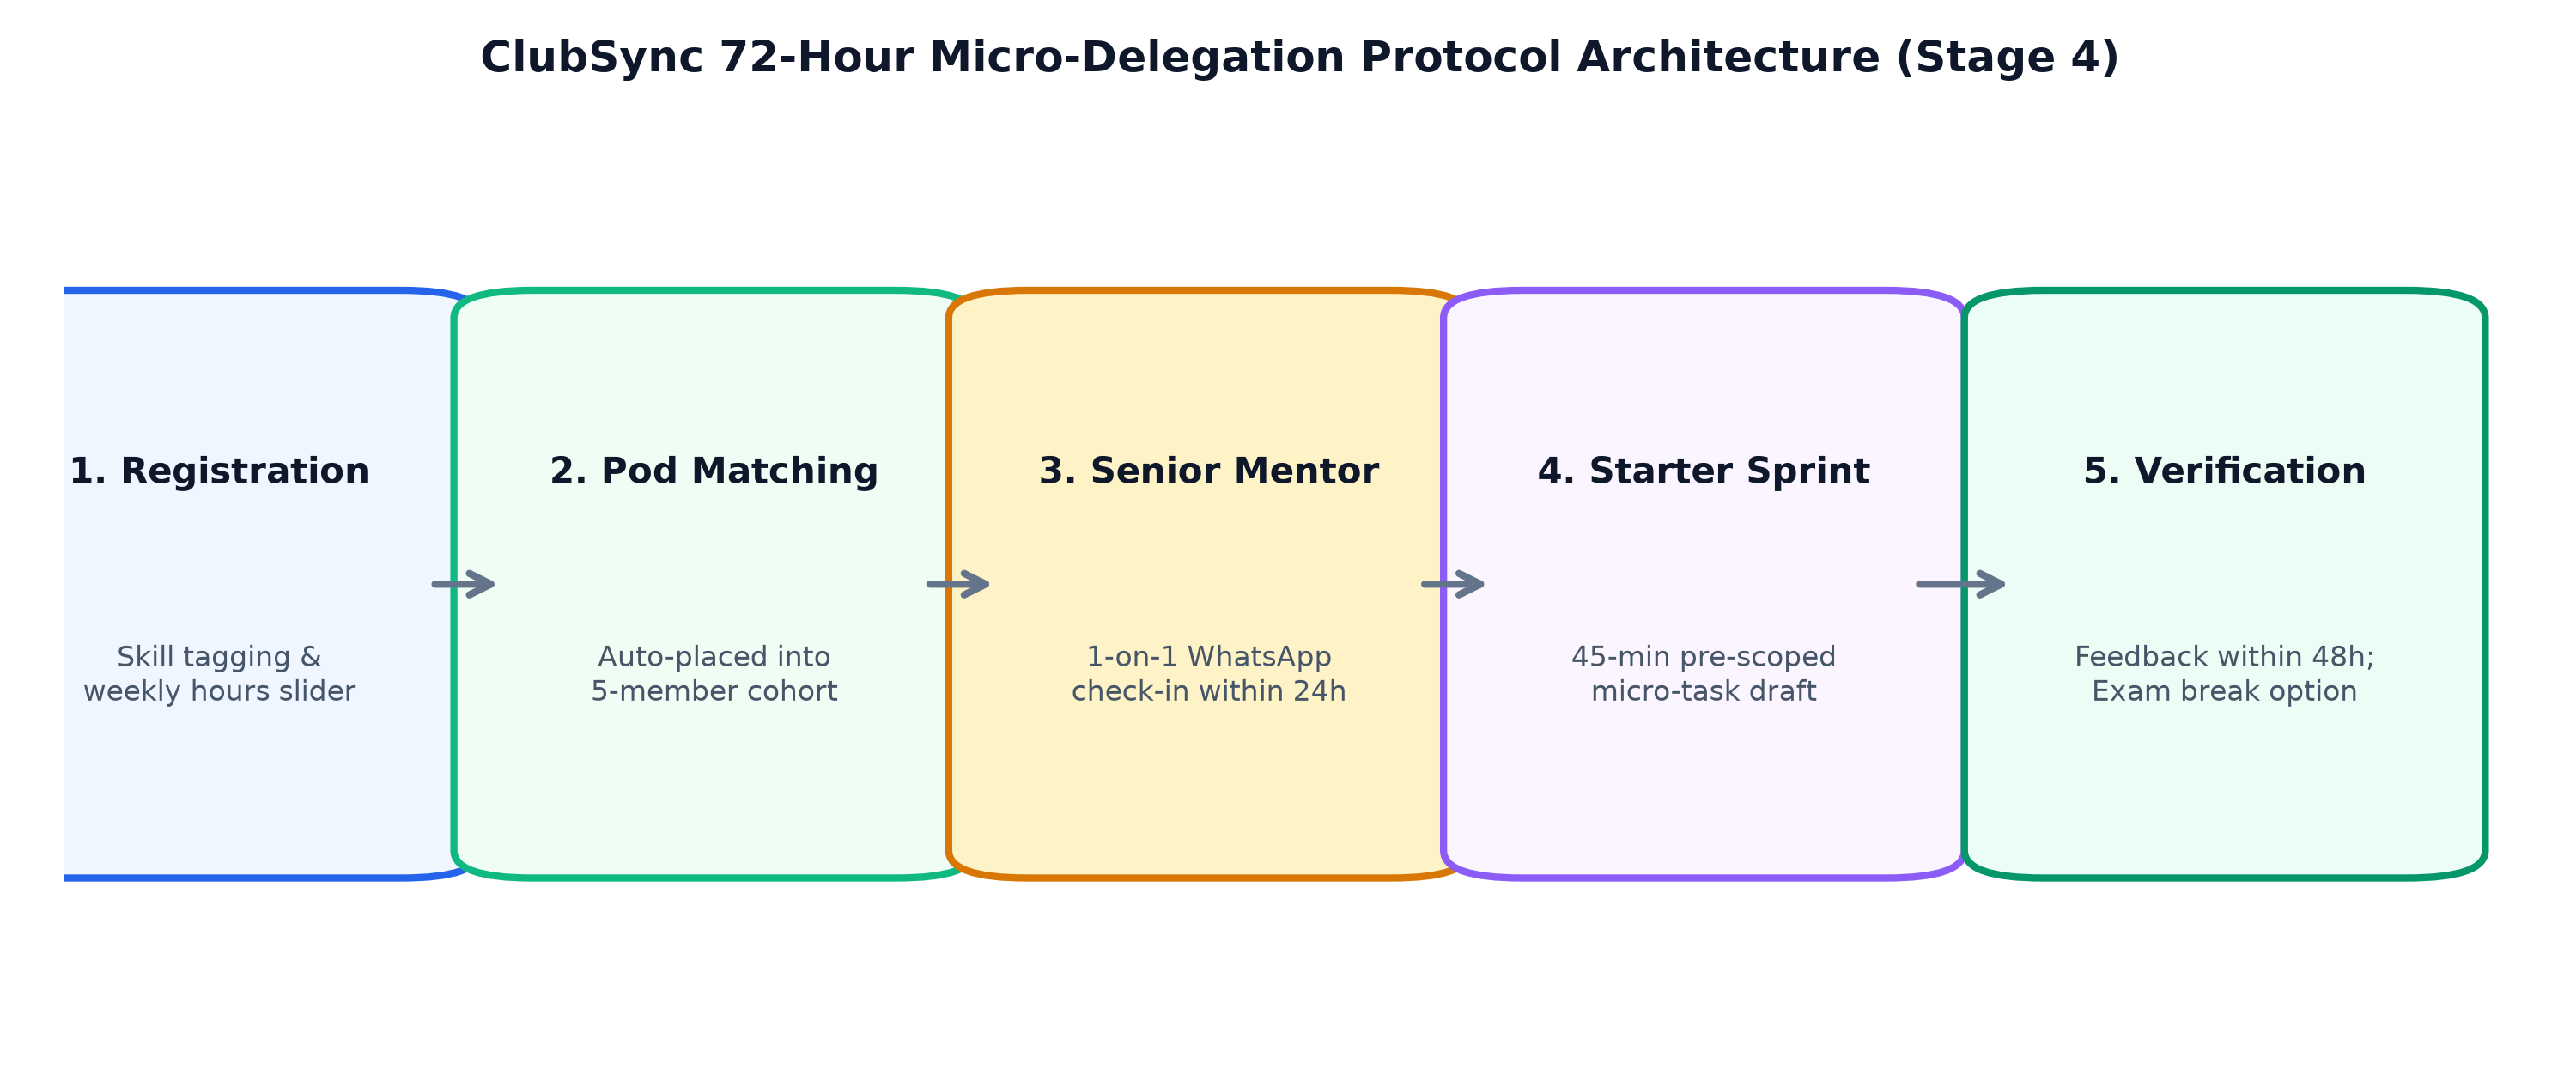 ClubSync 72-Hour Micro-Delegation Protocol Architecture (Stage 4)
1. Registration
Skill tagging &
weekly hours slider
2. Pod Matching
Auto-placed into
5-member cohort
3. Senior Mentor
1-on-1 WhatsApp
check-in within 24h
4. Starter Sprint
45-min pre-scoped
micro-task draft
5. Verification
Feedback within 48h;
Exam break option